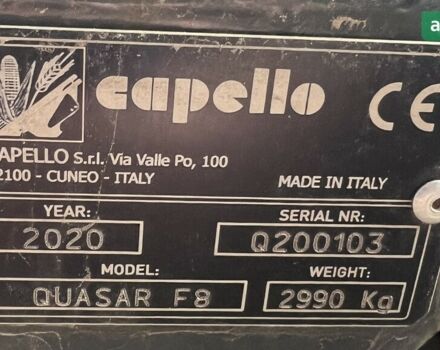 capello
CE
APELLO S.r.l. Via Valle Po, 100
2100 - CUNEO - ITALY
MADE IN ITALY
YEAR:
2020
SERIAL NR:
Q200103
MODEL:
QUASAR F8
WEIGHT:
2990 Kg
a